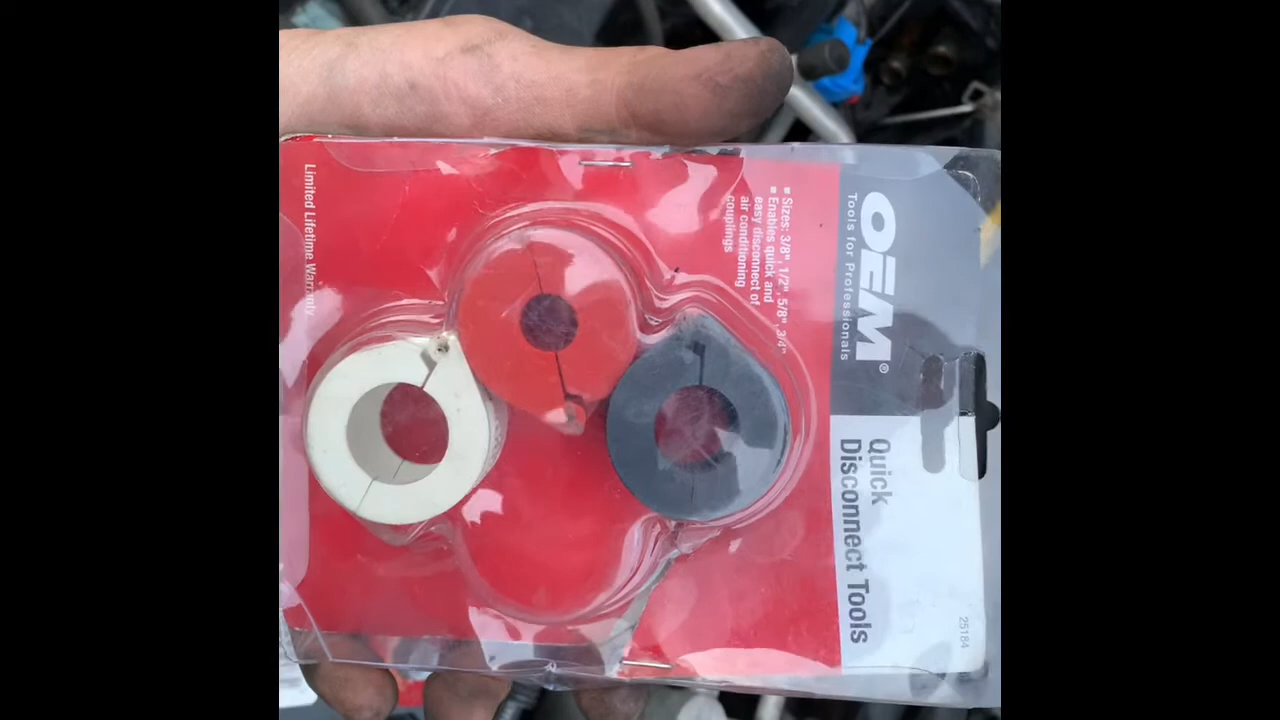 OEM®
Tools for Professionals
Quick
Disconnect Tools
25184
■ Sizes: 3/8", 1/2", 5/8", 3/4"
■ Enables quick and
easy disconnect of
air conditioning
couplings
Limited Lifetime Warranty